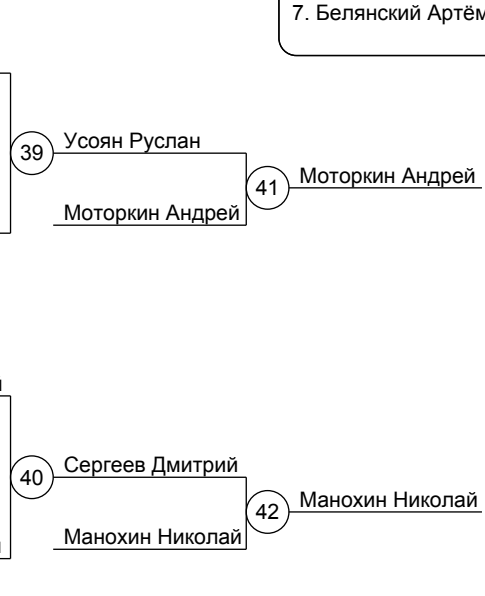 7. Белянский Артём
39
Усоян Руслан
41
Моторкин Андрей
Моторкин Андрей
40
Сергеев Дмитрий
42
Манохин Николай
Манохин Николай